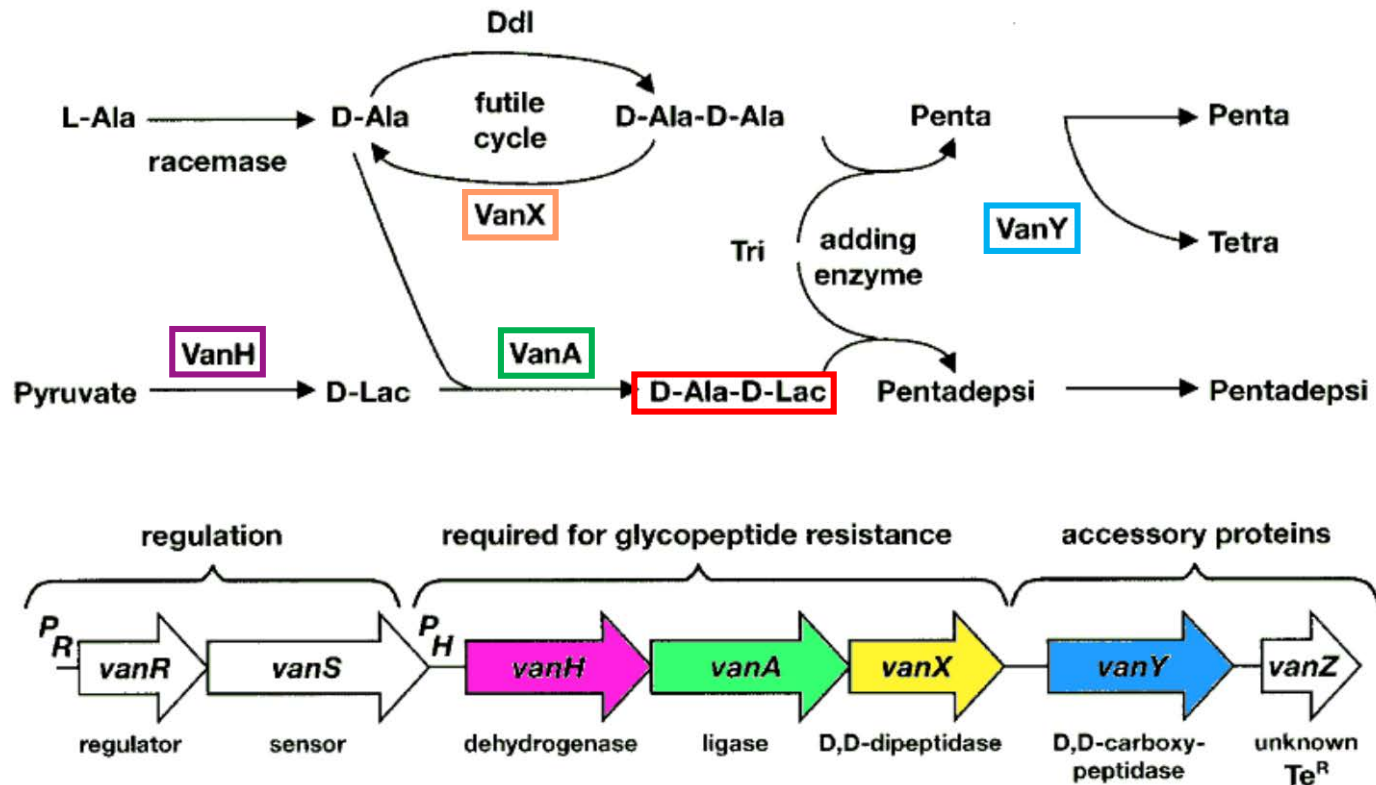 Ddl
L-Ala
racemase
D-Ala
futile
cycle
D-Ala-D-Ala
VanX
Penta
Penta
VanY
Tetra
Tri
adding
enzyme
Pyruvate
VanH
D-Lac
VanA
D-Ala-D-Lac
Pentadepsi
Pentadepsi
regulation
required for glycopeptide resistance
accessory proteins
PR
vanR
vanS
PH
vanH
vanA
vanX
vanY
vanZ
regulator
sensor
dehydrogenase
ligase
D,D-dipeptidase
D,D-carboxy-
peptidase
unknown
TeR